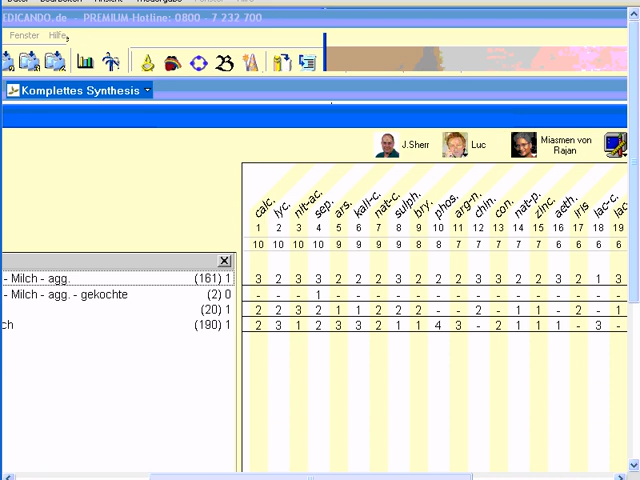 EDICANDO.de – PREMIUM-Hotline: 0800 - 7 232 700
Fenster Hilfe
Komplettes Synthesis
J.Sherr Luc Miasmen von Rajan
calc. lyc. nit-ac. sep. ars. kali-c. nat-c. sulph. bry. phos. arg-n. chin. con. nat-p. zinc. aeth. iris lac-c. lac
1 2 3 4 5 6 7 8 9 10 11 12 13 14 15 16 17 18 19
10 10 10 10 9 9 9 9 8 8 7 7 7 7 7 6 6 6 6
- Milch - agg. (161) 1 3 2 3 3 2 2 2 3 2 2 2 3 3 2 2 3 2 1 3
- Milch - agg. - gekochte (2) 0 - - - 1 - - - - - - - - - - - - - - -
(20) 1 2 2 3 2 1 1 2 2 2 - - 2 - 1 1 - 2 - 1
ch (190) 1 2 3 1 2 3 3 2 1 1 4 3 - 2 1 1 1 - 3 -